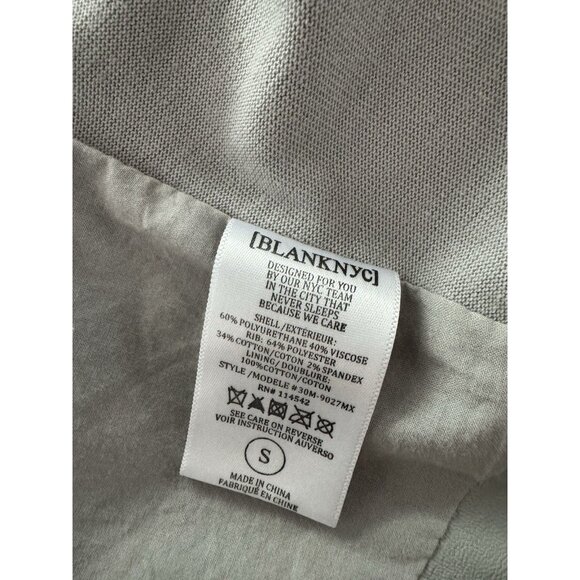 [BLANKNYC]
DESIGNED FOR YOU
BY OUR NYC TEAM
IN THE CITY THAT
NEVER SLEEPS
BECAUSE WE CARE
SHELL/EXTÉRIEUR:
60% POLYURETHANE 40% VISCOSE
RIB: 64% POLYESTER
34% COTTON/COTON 2% SPANDEX
LINING/ DOUBLURE:
100%COTTON/COTON
STYLE /MODELE #30M-9027MX
RN# 114542
SEE CARE ON REVERSE
VOIR INSTRUCTION AUVERSO
S
MADE IN CHINA
FABRIQUÉ EN CHINE